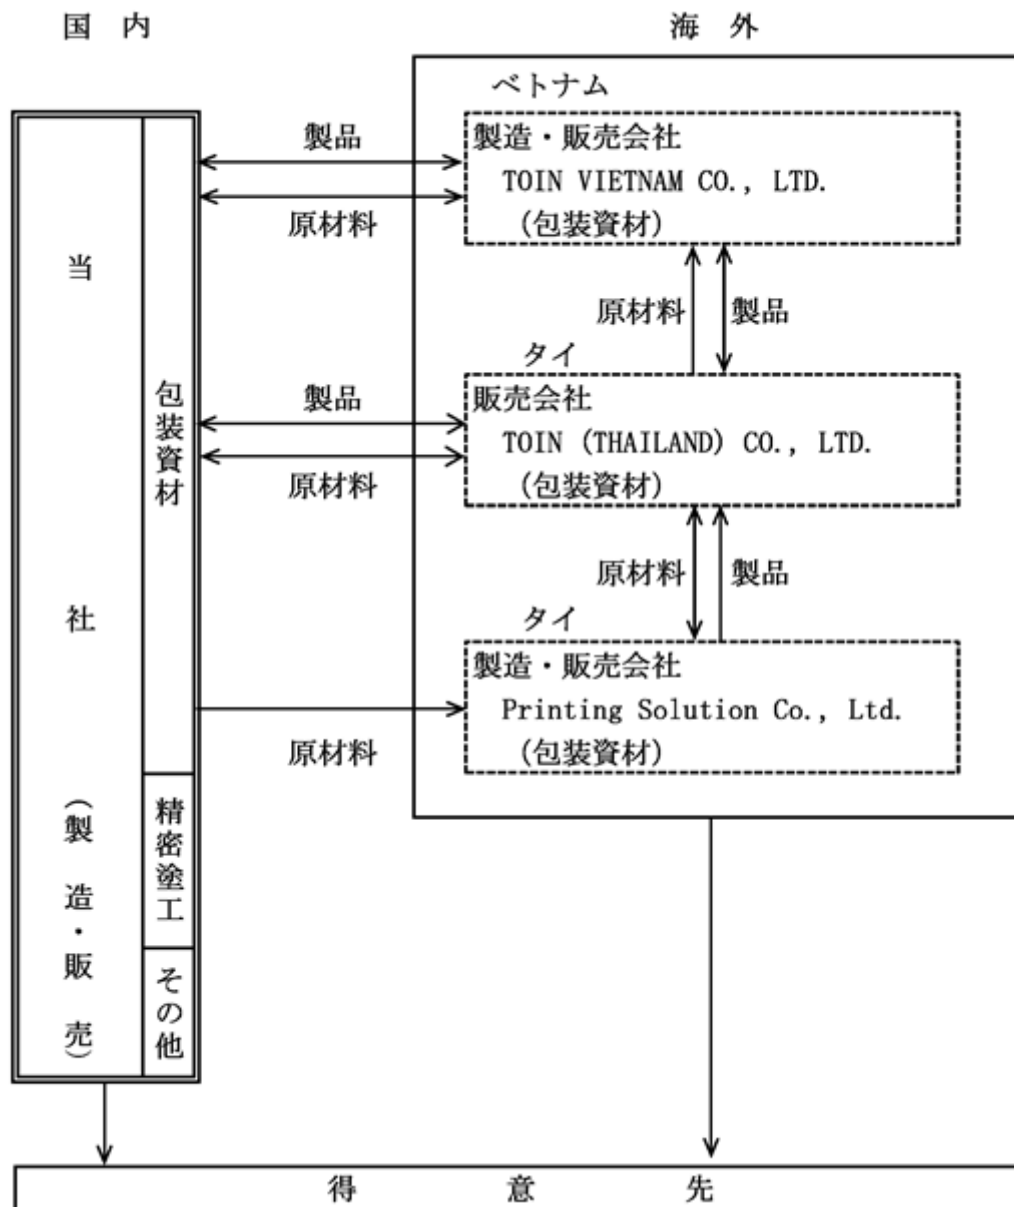 国内
海外
ベトナム
製造・販売会社
TOIN VIETNAM CO., LTD.
(包装資材)
製品
原材料
原材料
製品
タイ
販売会社
TOIN (THAILAND) CO., LTD.
(包装資材)
製品
原材料
原材料
製品
タイ
製造・販売会社
Printing Solution Co., Ltd.
(包装資材)
原材料
当社(製造・販売)
包装資材
精密塗工
その他
得意先